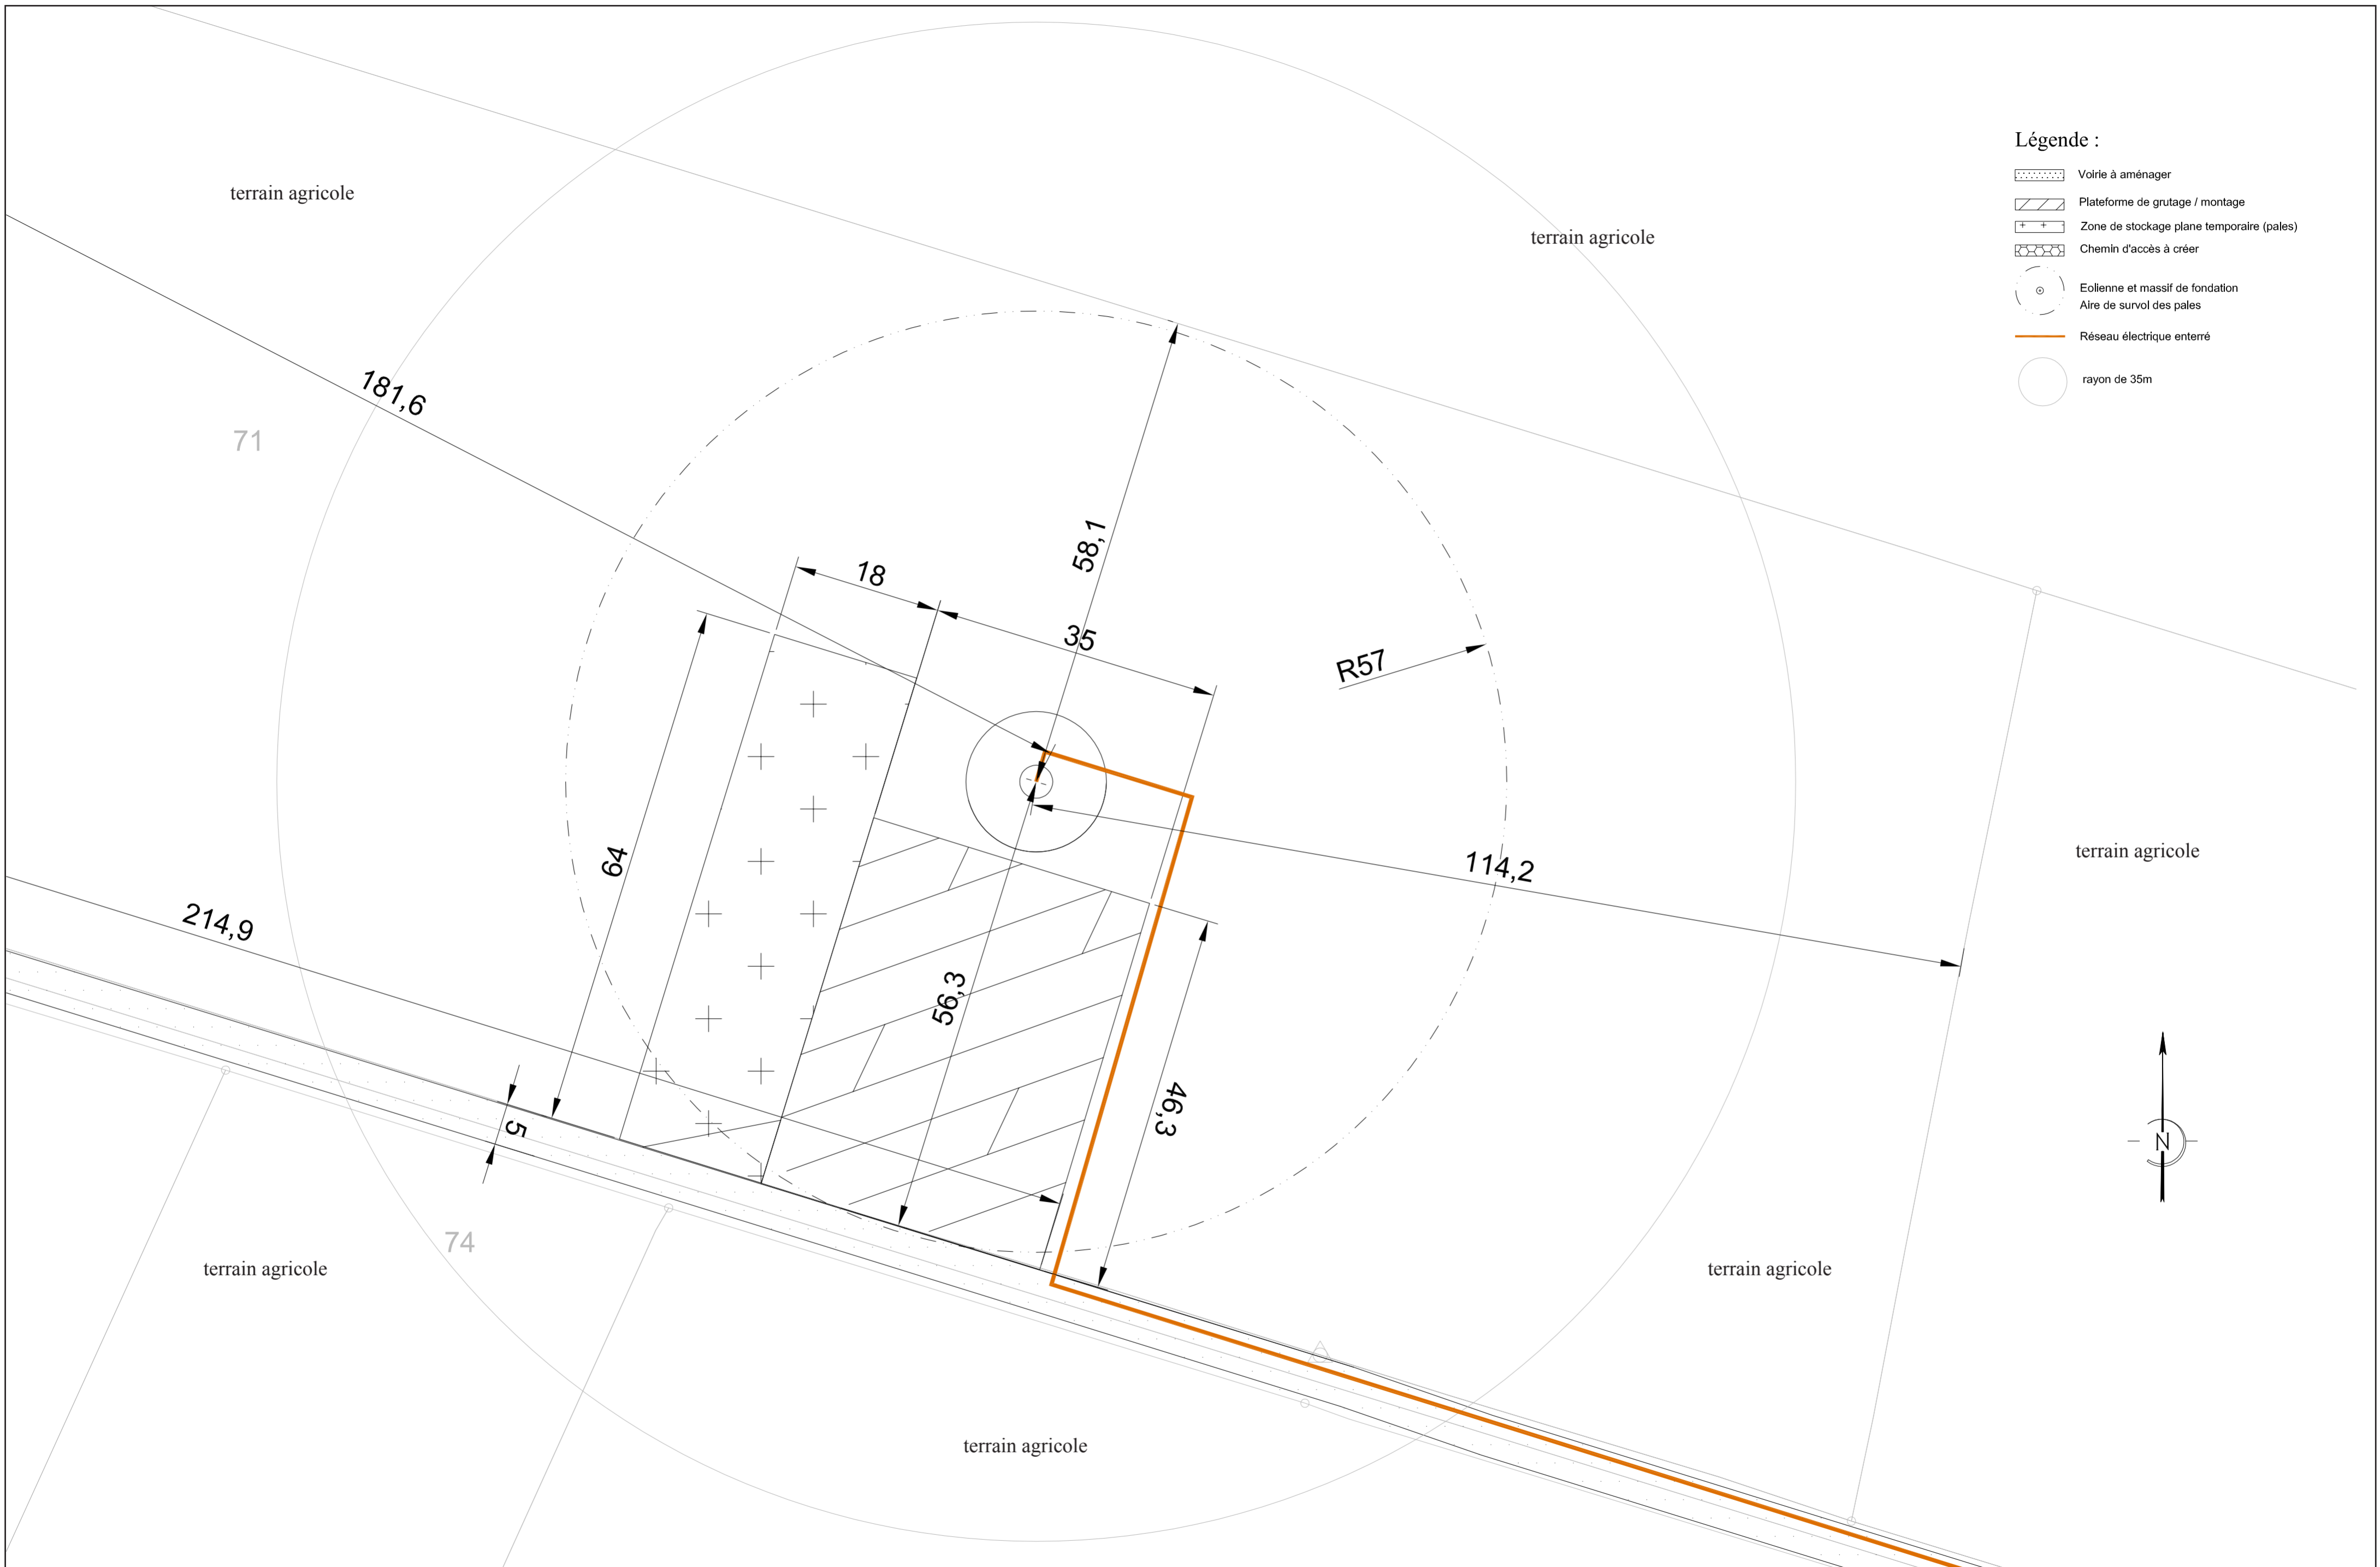 Légende :
Voirie à aménager
Plateforme de grutage / montage
Zone de stockage plane temporaire (pales)
Chemin d'accès à créer
Eolienne et massif de fondation
Aire de survol des pales
Réseau électrique enterré
rayon de 35m
terrain agricole
terrain agricole
181,6
71
58,1
18
35
R57
64
114,2
terrain agricole
214,9
56,3
46,3
5
N
74
terrain agricole
terrain agricole
terrain agricole